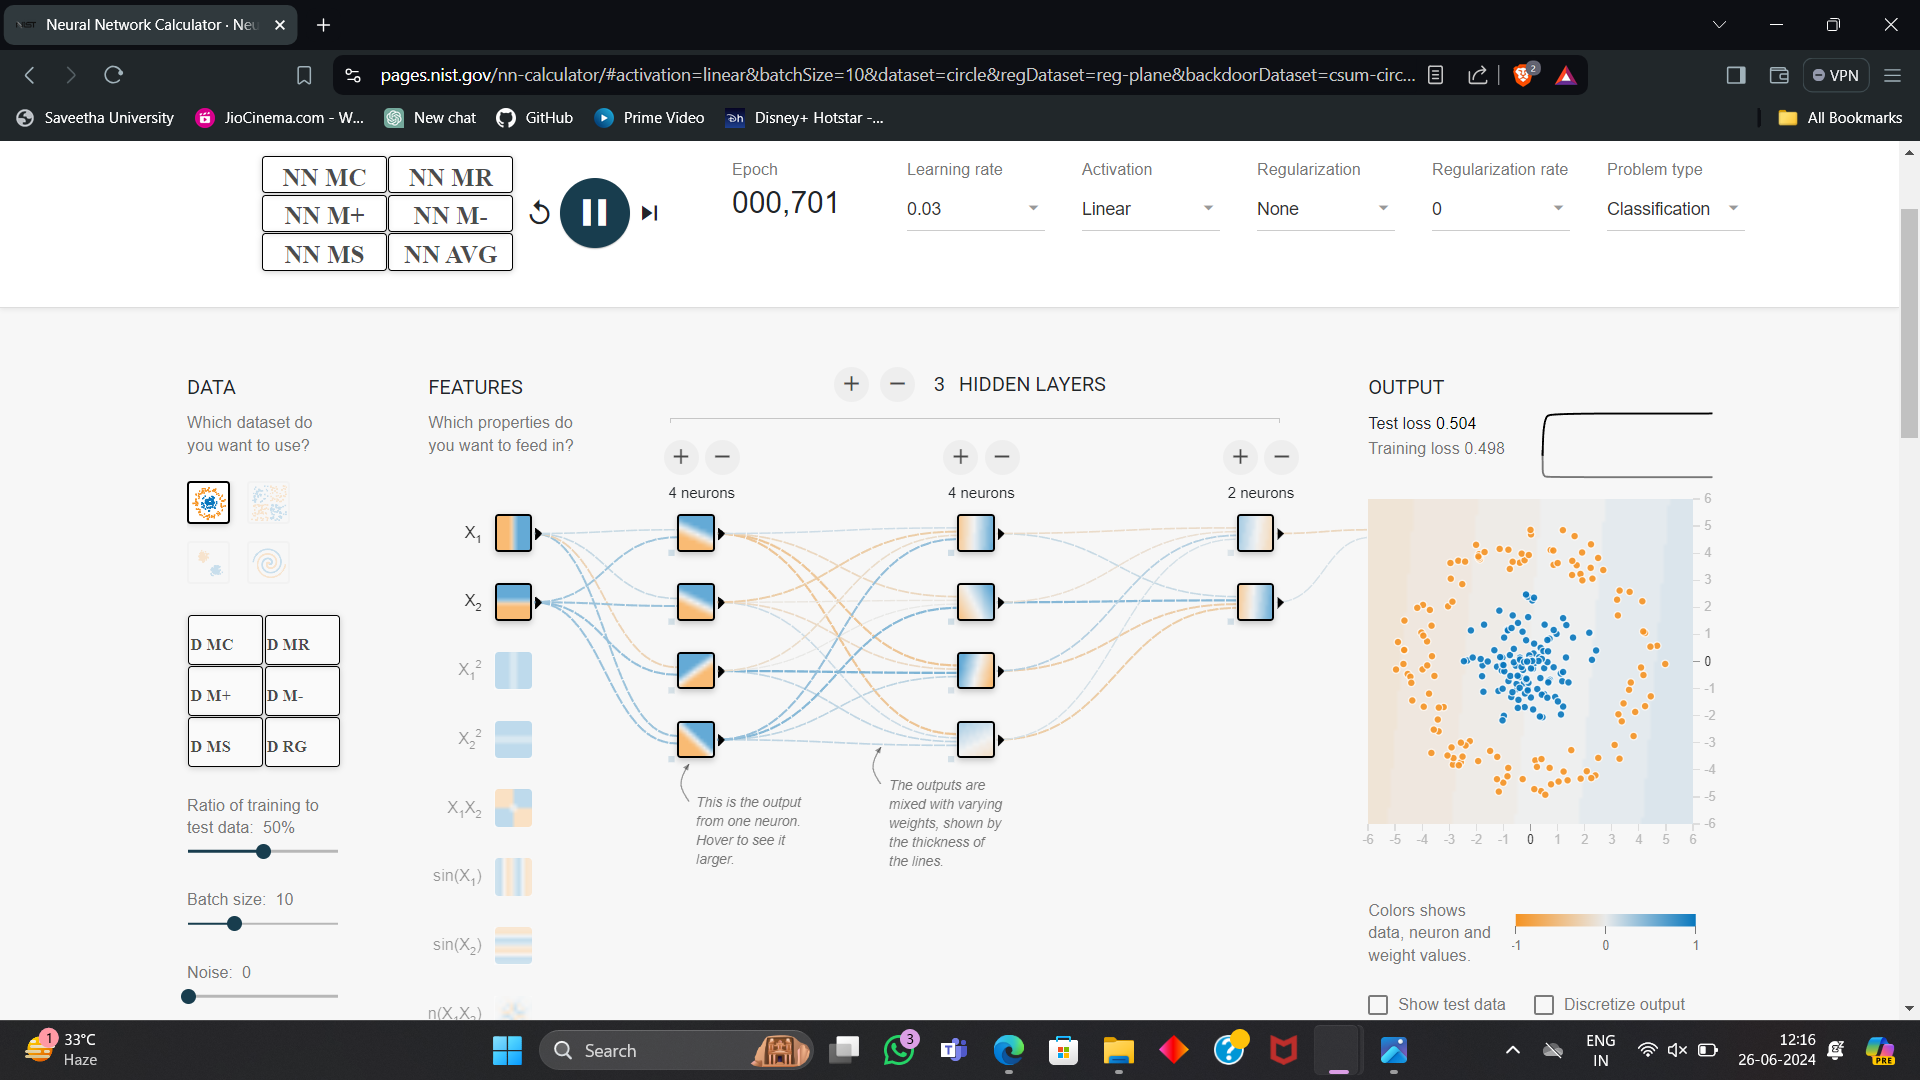 Neural Network Calculator · Neu
pages.nist.gov/nn-calculator/#activation=linear&batchSize=10&dataset=circle&regDataset=reg-plane&backdoorDataset=csum-circ...
2
VPN
Saveetha University
JioCinema.com - W...
New chat
GitHub
Prime Video
Disney+ Hotstar -...
All Bookmarks
NN MC
NN MR
NN M+
NN M-
NN MS
NN AVG
Epoch
000,701
Learning rate
0.03
Activation
Linear
Regularization
None
Regularization rate
0
Problem type
Classification
DATA
Which dataset do
you want to use?
D MC
D MR
D M+
D M-
D MS
D RG
Ratio of training to
test data: 50%
Batch size: 10
Noise: 0
FEATURES
Which properties do
you want to feed in?
X1
X2
X1²
X2²
X1X2
sin(X1)
sin(X2)
n(X1X2)
+ − 3 HIDDEN LAYERS
+ −
4 neurons
+ −
4 neurons
+ −
2 neurons
This is the output
from one neuron.
Hover to see it
larger.
The outputs are
mixed with varying
weights, shown by
the thickness of
the lines.
OUTPUT
Test loss 0.504
Training loss 0.498
6
5
4
3
2
1
0
-1
-2
-3
-4
-5
-6
-6 -5 -4 -3 -2 -1 0 1 2 3 4 5 6
Colors shows
data, neuron and
weight values.
-1 0 1
Show test data
Discretize output
1
33°C
Haze
Search
3
ENG
IN
12:16
26-06-2024
PRE